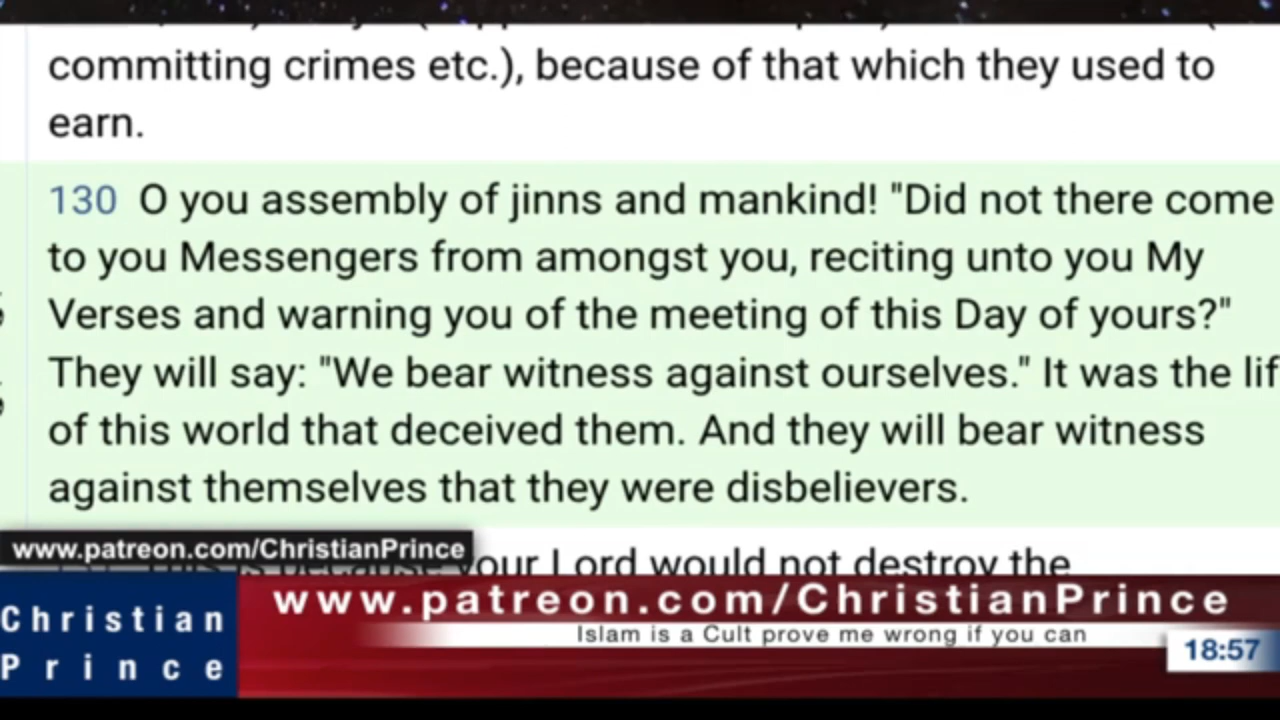 committing crimes etc.), because of that which they used to
earn.
130 O you assembly of jinns and mankind! "Did not there come
to you Messengers from amongst you, reciting unto you My
Verses and warning you of the meeting of this Day of yours?"
They will say: "We bear witness against ourselves." It was the lif
of this world that deceived them. And they will bear witness
against themselves that they were disbelievers.
This is because your Lord would not destroy the
www.patreon.com/ChristianPrince
Christian
Prince
www.patreon.com/ChristianPrince
Islam is a Cult prove me wrong if you can
18:57